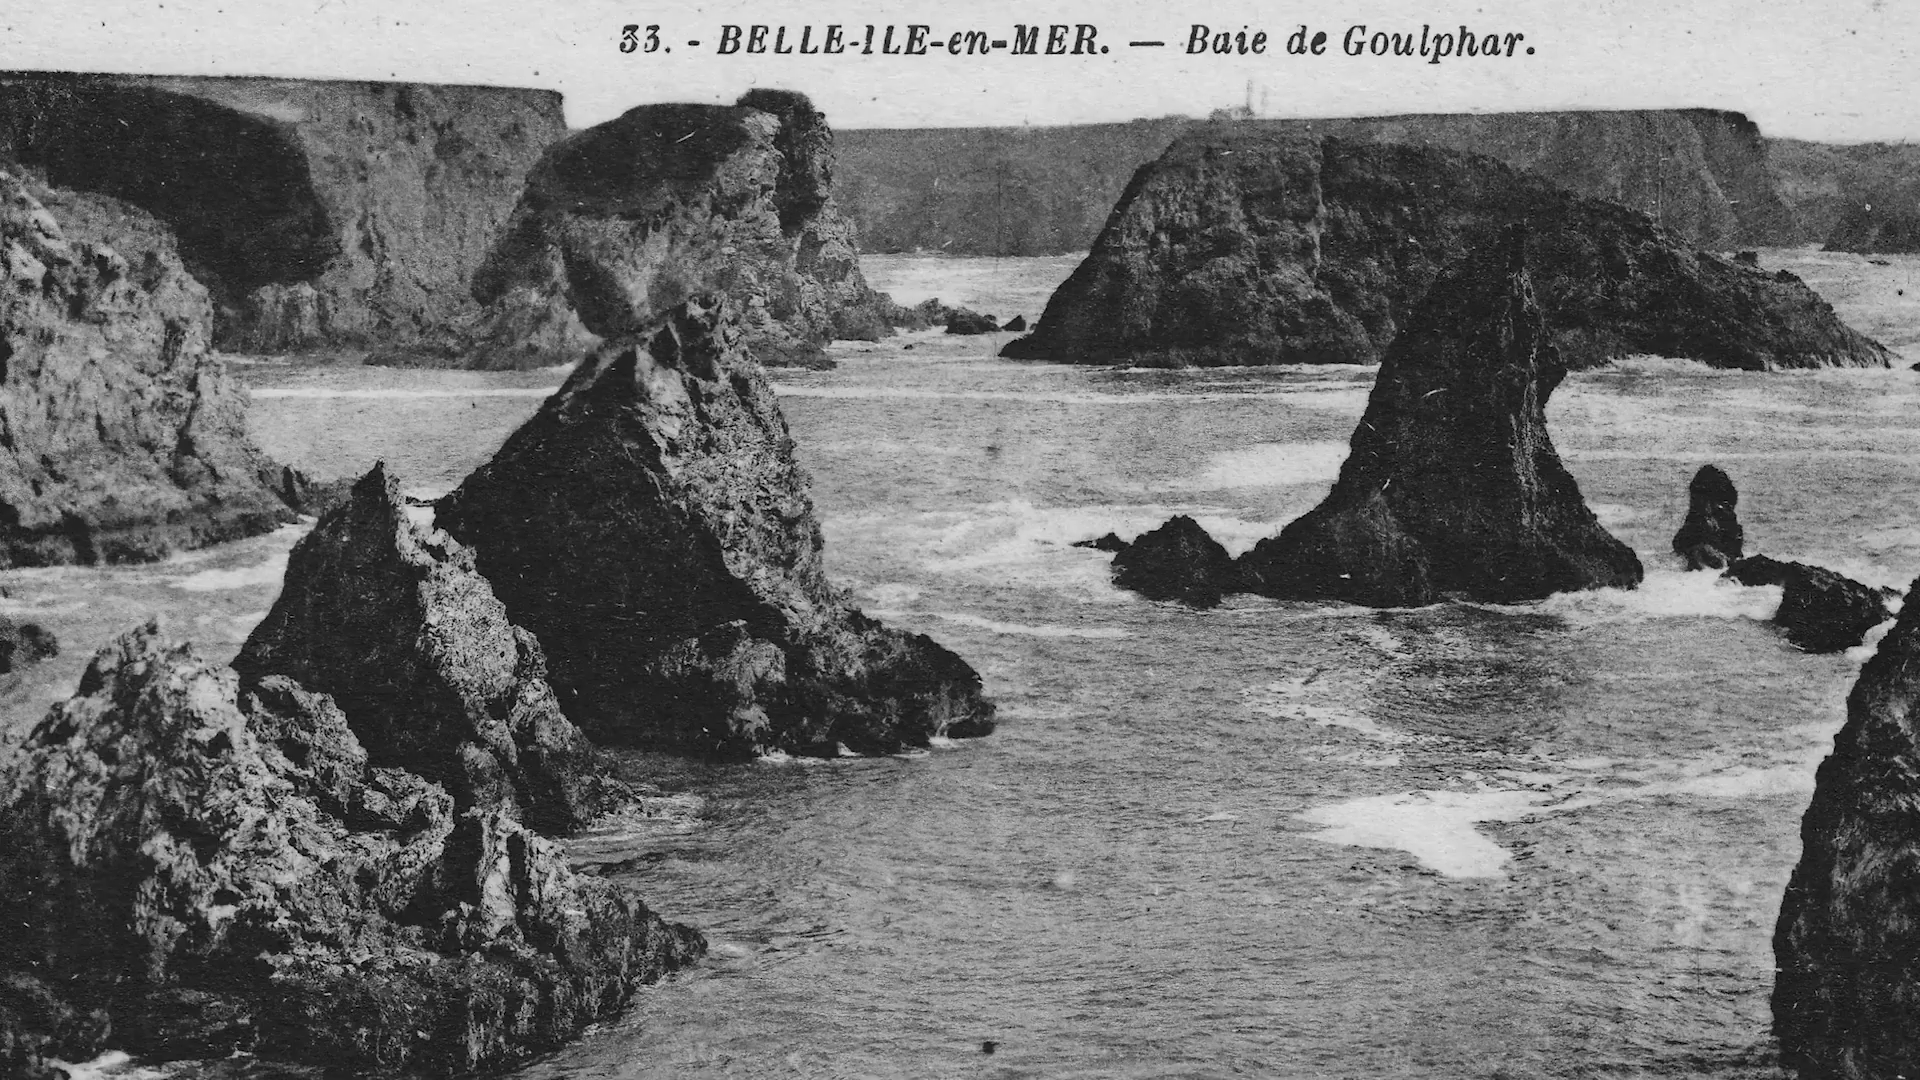 33. - BELLE-ILE-en-MER. — Baie de Goulphar.